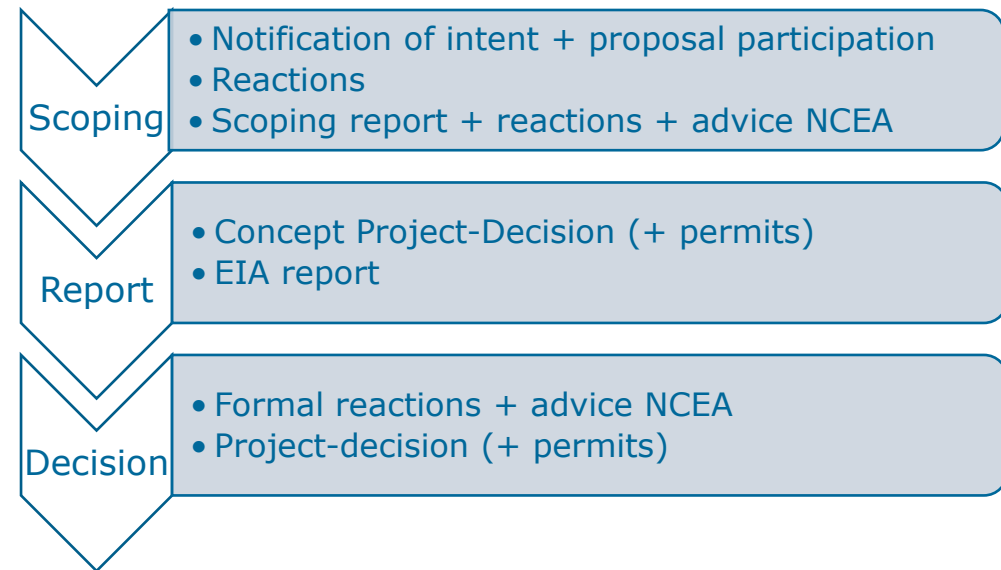 Scoping
• Notification of intent + proposal participation
• Reactions
• Scoping report + reactions + advice NCEA
Report
• Concept Project-Decision (+ permits)
• EIA report
Decision
• Formal reactions + advice NCEA
• Project-decision (+ permits)